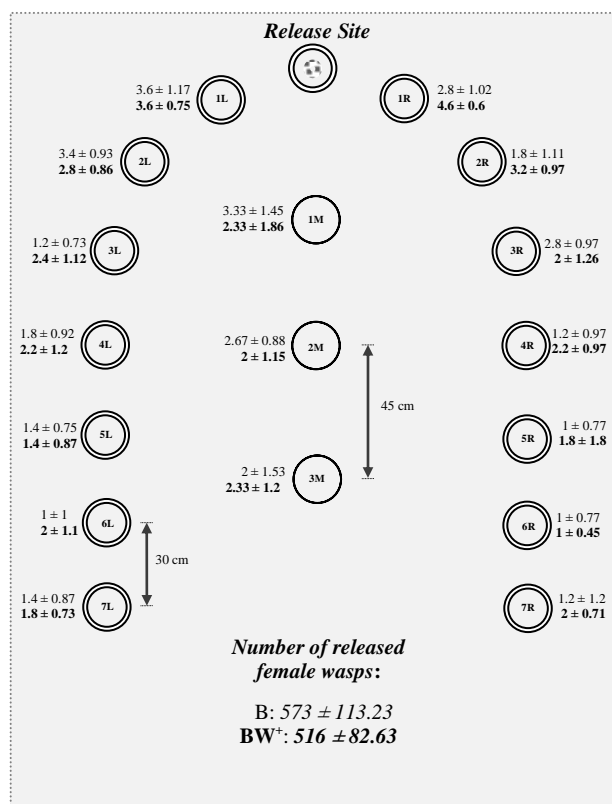 Release Site
3.6 ± 1.17
3.6 ± 0.75
1L
1R
2.8 ± 1.02
4.6 ± 0.6
3.4 ± 0.93
2.8 ± 0.86
2L
2R
1.8 ± 1.11
3.2 ± 0.97
3.33 ± 1.45
2.33 ± 1.86
1M
1.2 ± 0.73
2.4 ± 1.12
3L
3R
2.8 ± 0.97
2 ± 1.26
1.8 ± 0.92
2.2 ± 1.2
4L
2.67 ± 0.88
2 ± 1.15
2M
4R
1.2 ± 0.97
2.2 ± 0.97
45 cm
1.4 ± 0.75
1.4 ± 0.87
5L
5R
1 ± 0.77
1.8 ± 1.8
2 ± 1.53
2.33 ± 1.2
3M
1 ± 1
2 ± 1.1
6L
6R
1 ± 0.77
1 ± 0.45
30 cm
1.4 ± 0.87
1.8 ± 0.73
7L
7R
1.2 ± 1.2
2 ± 0.71
Number of released
female wasps:
B: 573 ± 113.23
BW⁺: 516 ± 82.63